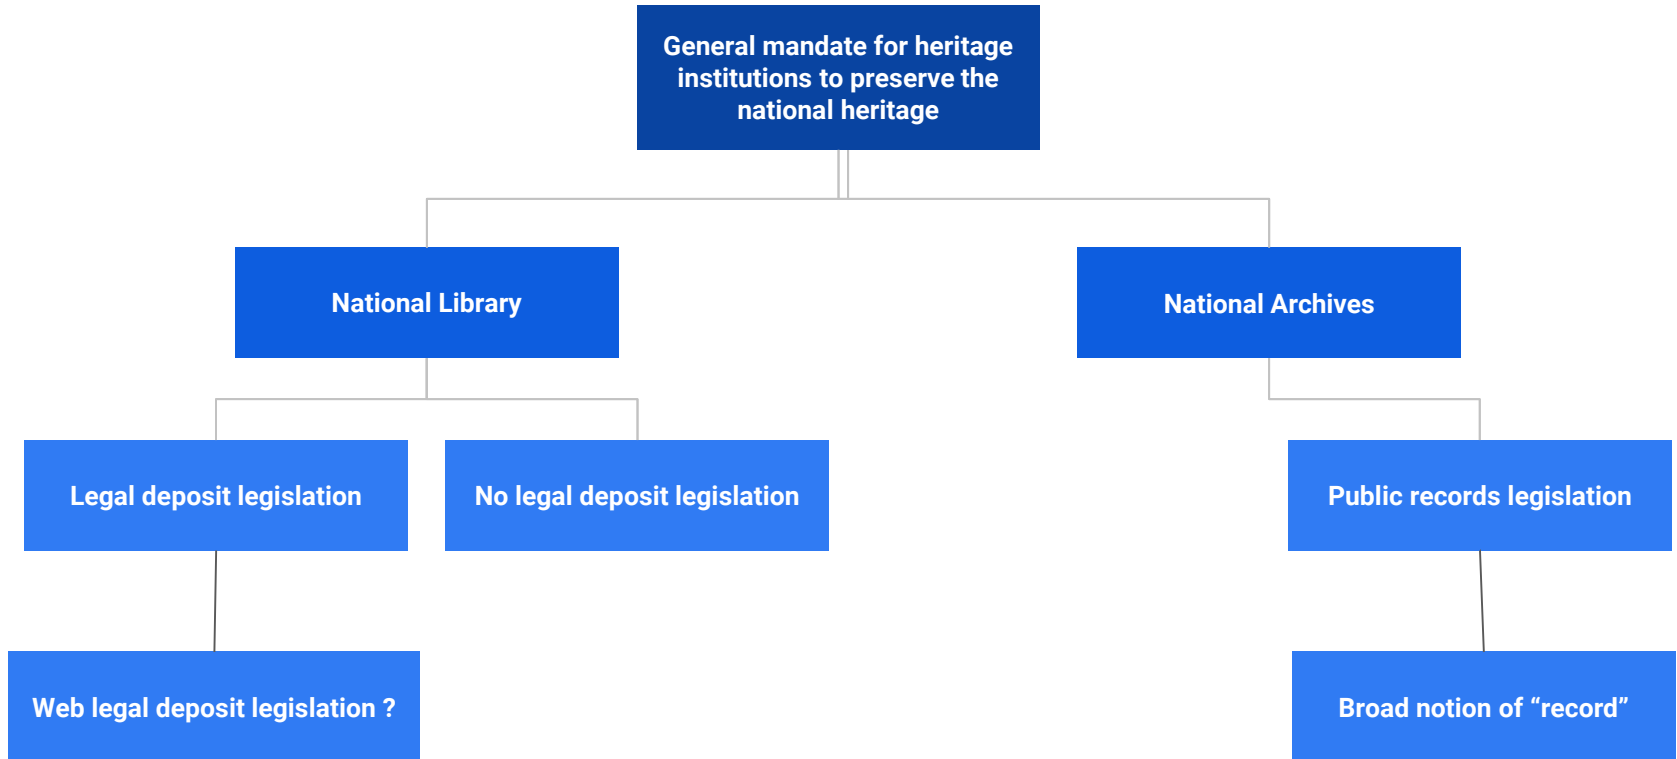 General mandate for heritage
institutions to preserve the
national heritage
National Library
National Archives
Legal deposit legislation
No legal deposit legislation
Public records legislation
Web legal deposit legislation ?
Broad notion of “record”